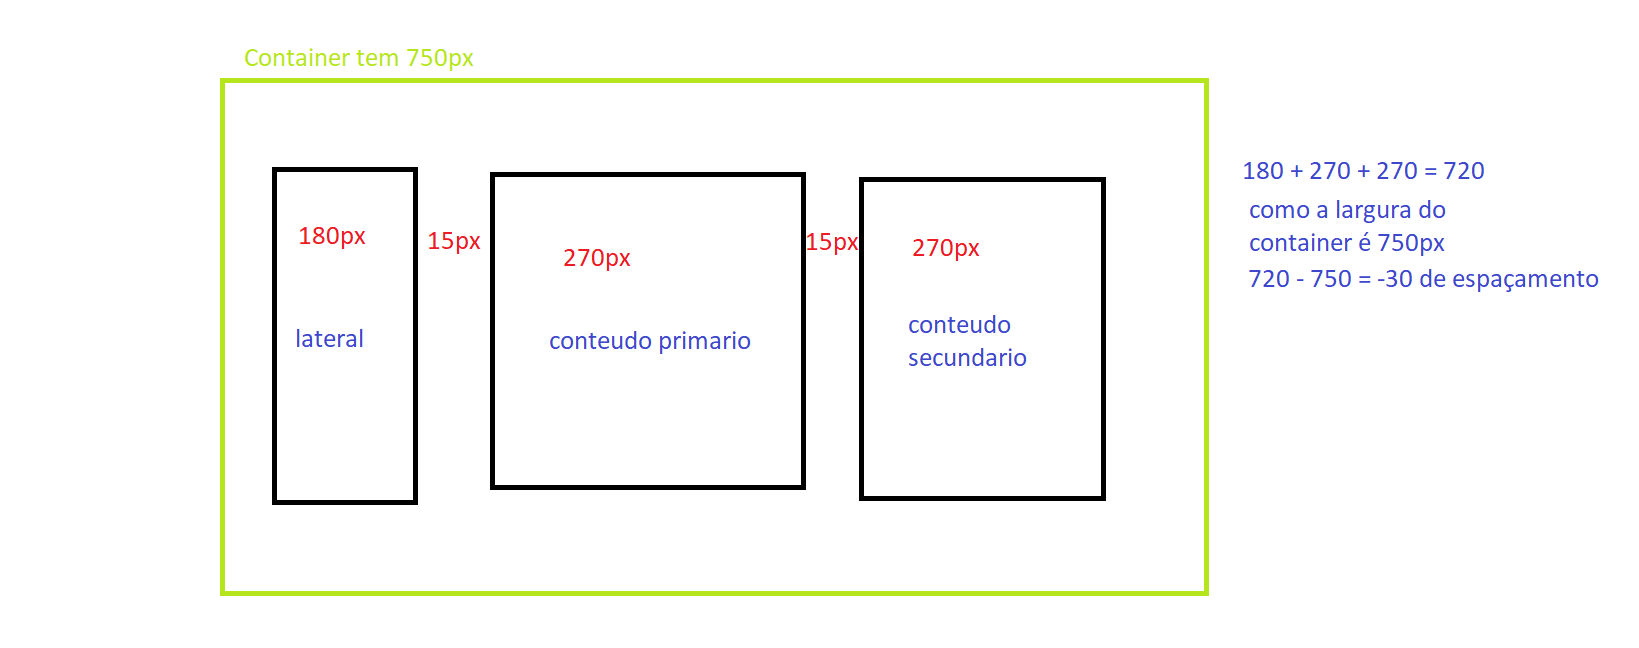 Container tem 750px
180px
15px
270px
15px
270px
lateral
conteudo primario
conteudo
secundario
180 + 270 + 270 = 720
como a largura do
container é 750px
720 - 750 = -30 de espaçamento